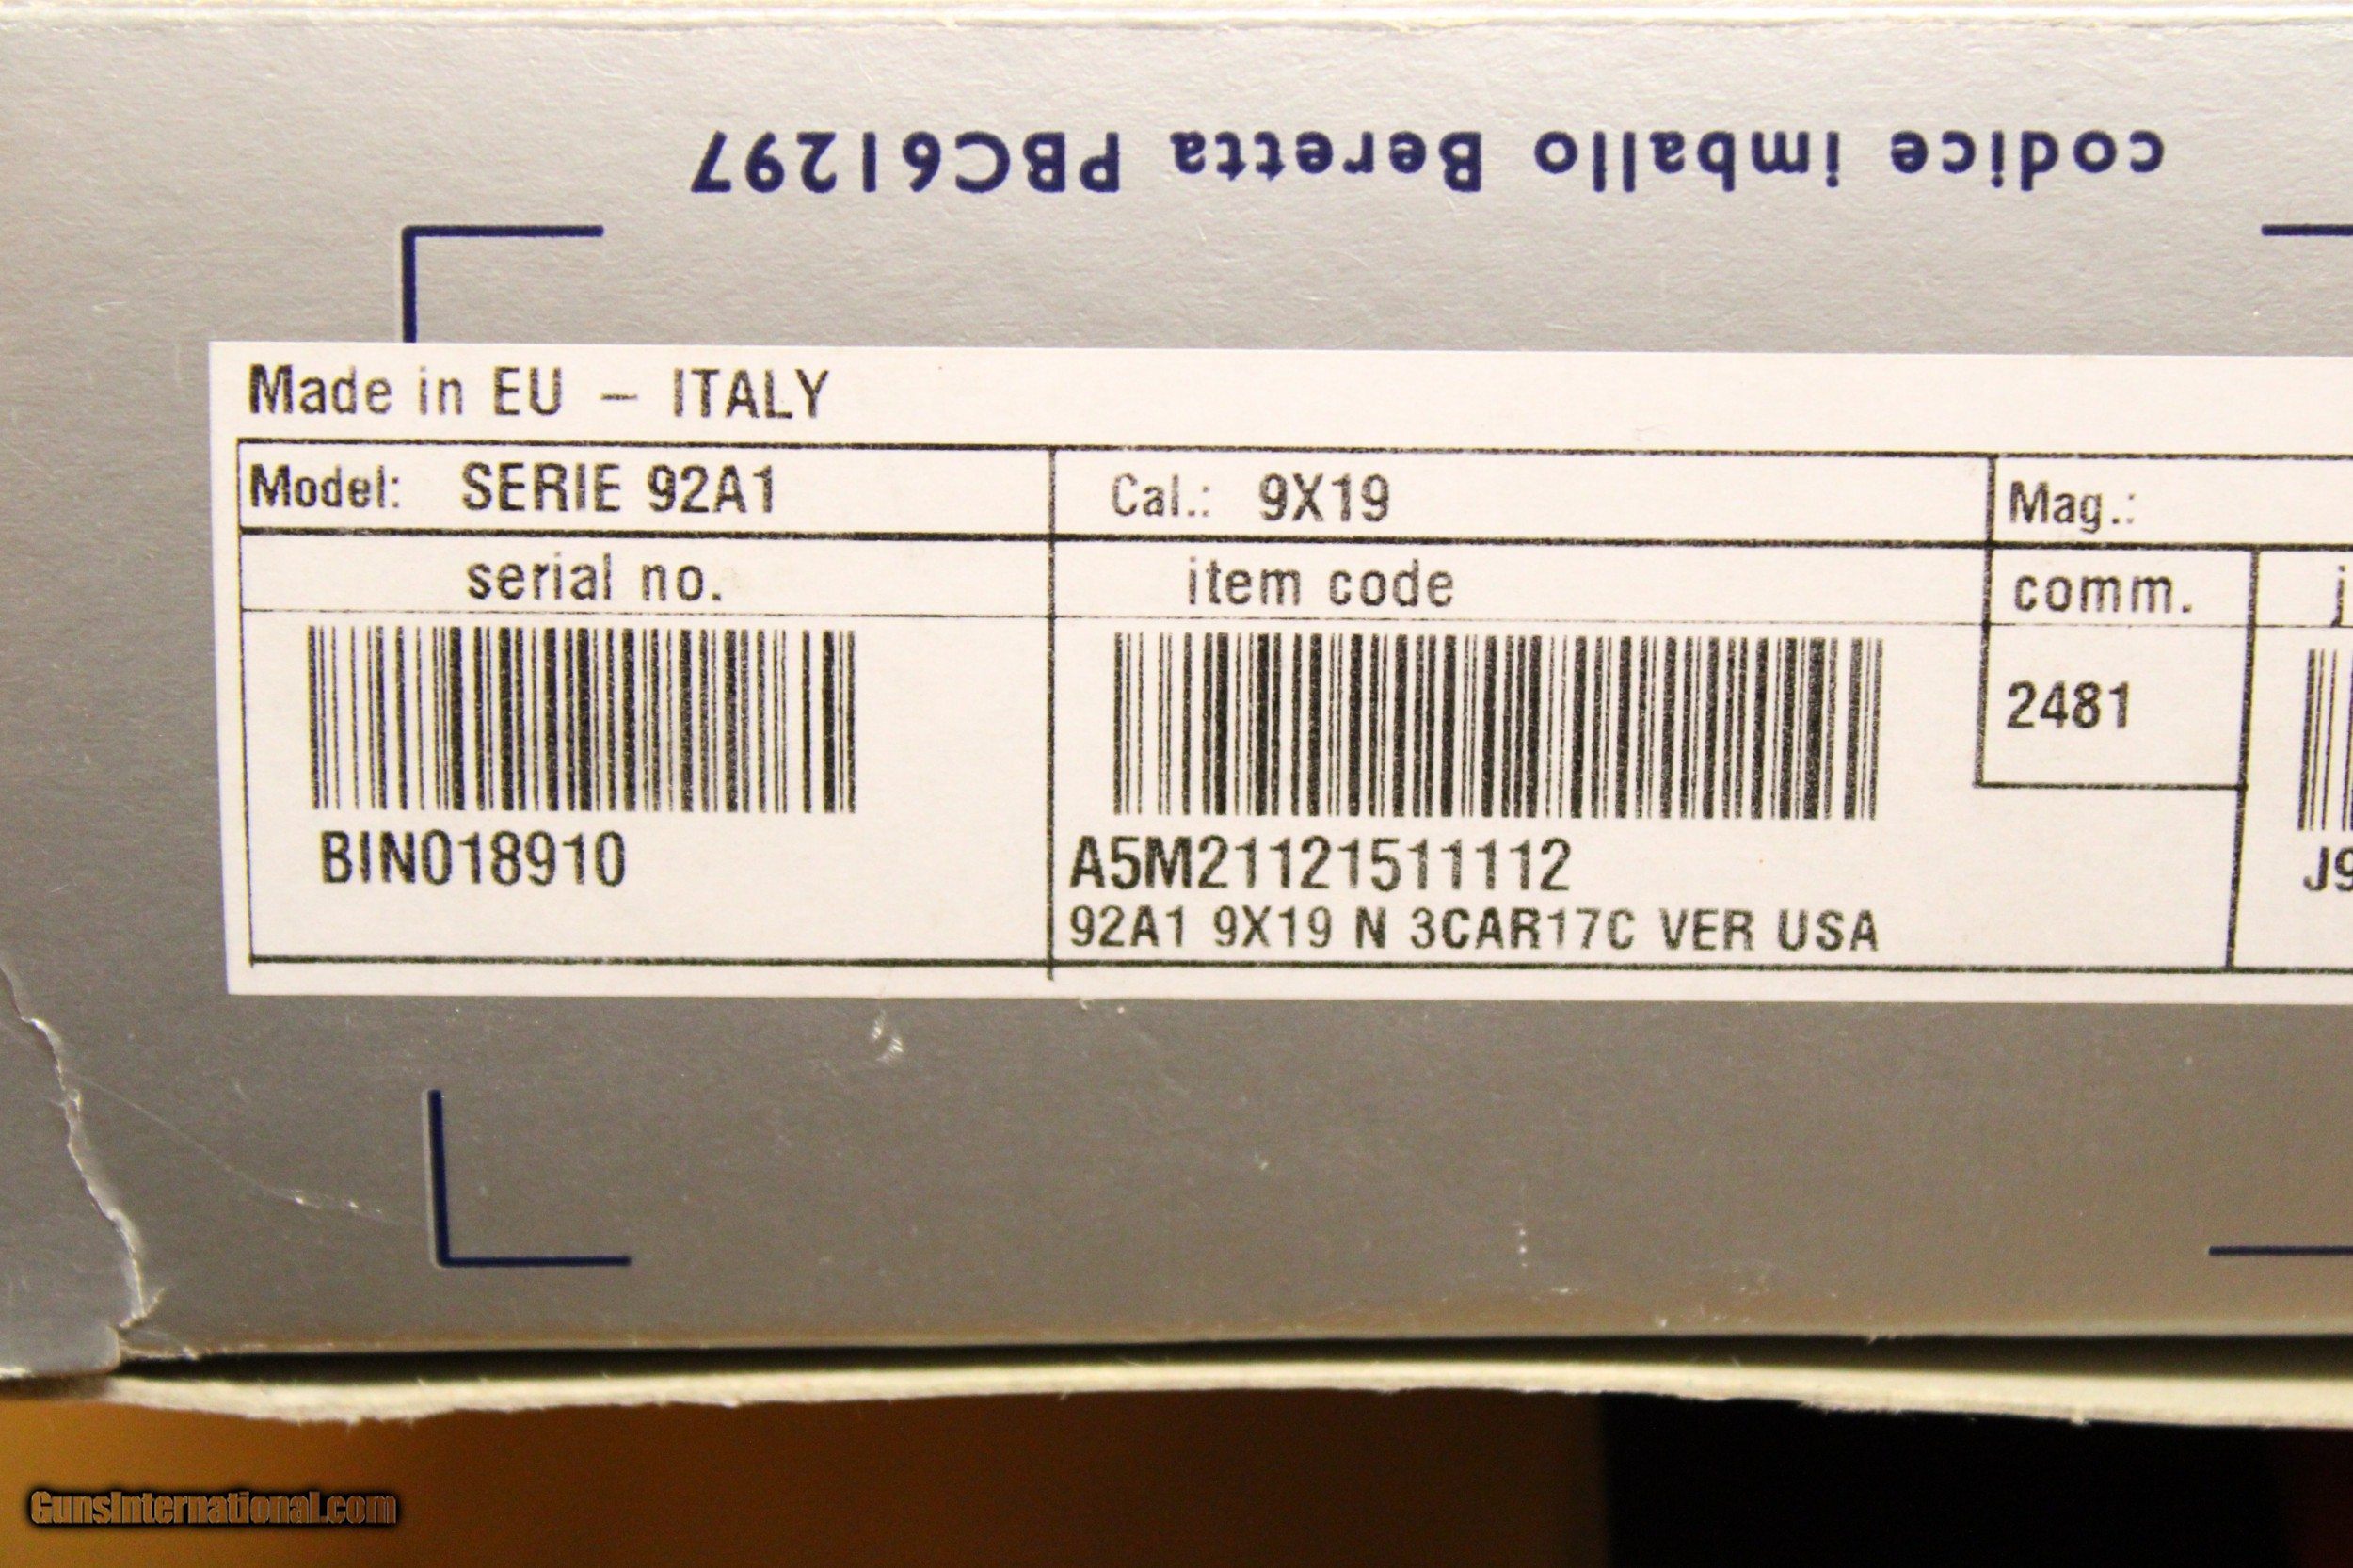 codice imballo Beretta PBC61297
Made in EU – ITALY
Model: SERIE 92A1 Cal.: 9X19 Mag.:
serial no. item code comm.
2481
BIN018910 A5M21121511112 J9
92A1 9X19 N 3CAR17C VER USA
GunsInternational.com